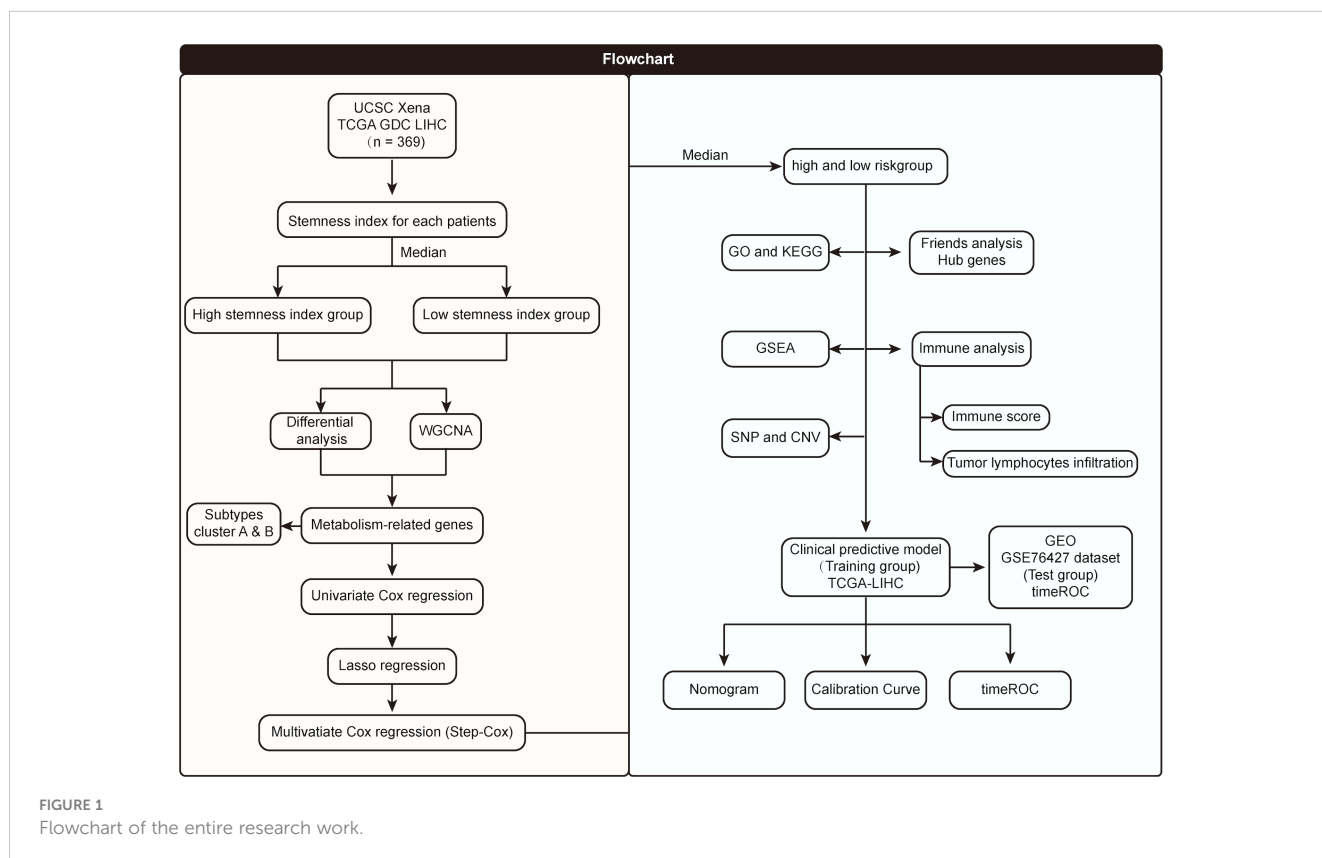 Flowchart
UCSC Xena
TCGA GDC LIHC
（n = 369)
Stemness index for each patients
Median
High stemness index group
Low stemness index group
Differential
analysis
WGCNA
Subtypes
cluster A & B
Metabolism-related genes
Univariate Cox regression
Lasso regression
Multivatiate Cox regression (Step-Cox)
Median
high and low riskgroup
GO and KEGG
Friends analysis
Hub genes
GSEA
Immune analysis
Immune score
SNP and CNV
Tumor lymphocytes infiltration
Clinical predictive model
（Training group)
TCGA-LIHC
GEO
GSE76427 dataset
(Test group)
timeROC
Nomogram
Calibration Curve
timeROC
FIGURE 1
Flowchart of the entire research work.